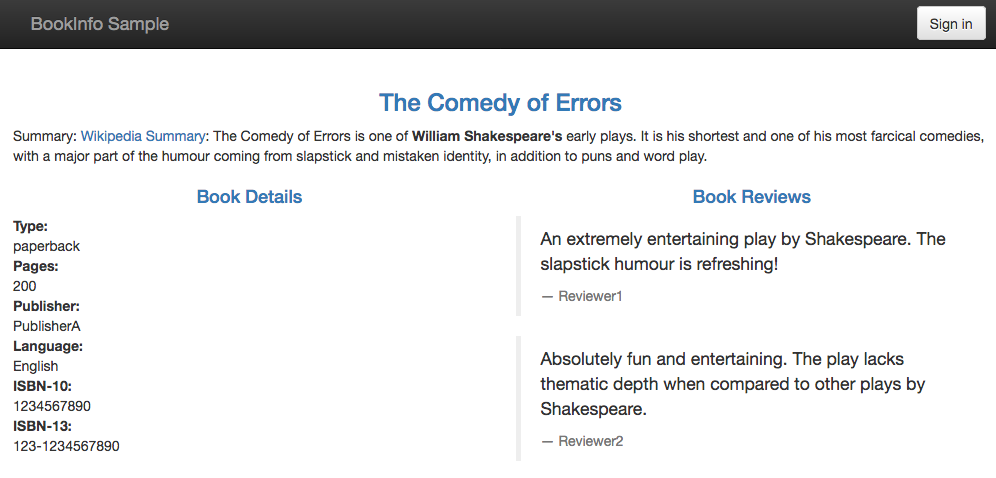 BookInfo Sample
Sign in
The Comedy of Errors
Summary: Wikipedia Summary: The Comedy of Errors is one of William Shakespeare's early plays. It is his shortest and one of his most farcical comedies,
with a major part of the humour coming from slapstick and mistaken identity, in addition to puns and word play.
Book Details
Type:
paperback
Pages:
200
Publisher:
PublisherA
Language:
English
ISBN-10:
1234567890
ISBN-13:
123-1234567890
Book Reviews
An extremely entertaining play by Shakespeare. The
slapstick humour is refreshing!
— Reviewer1
Absolutely fun and entertaining. The play lacks
thematic depth when compared to other plays by
Shakespeare.
— Reviewer2